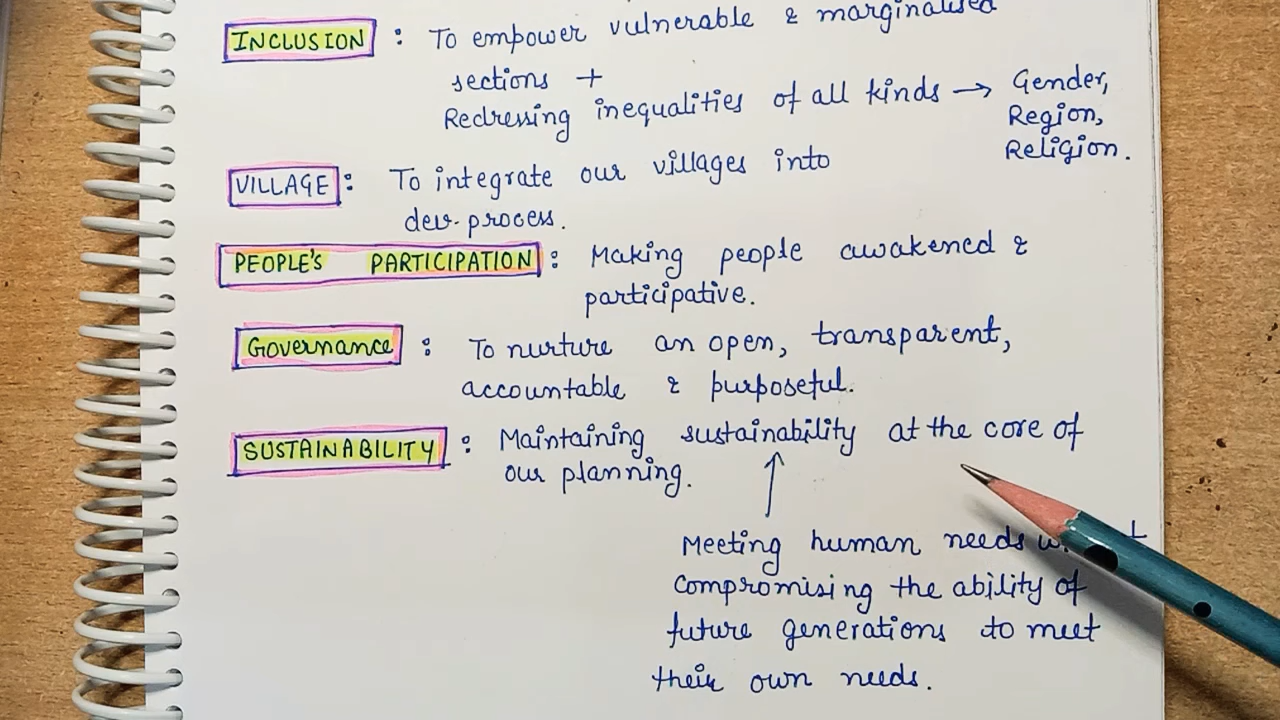 INCLUSION : To empower vulnerable & marginalised
sections +
Redressing inequalities of all kinds → Gender,
Region,
Religion.
VILLAGE : To integrate our villages into
dev. process.
PEOPLE'S PARTICIPATION : Making people awakened &
participative.
Governance : To nurture an open, transparent,
accountable & purposeful.
SUSTAINABILITY : Maintaining sustainability at the core of
our planning.
Meeting human needs
compromising the ability of
future generations to meet
their own needs.